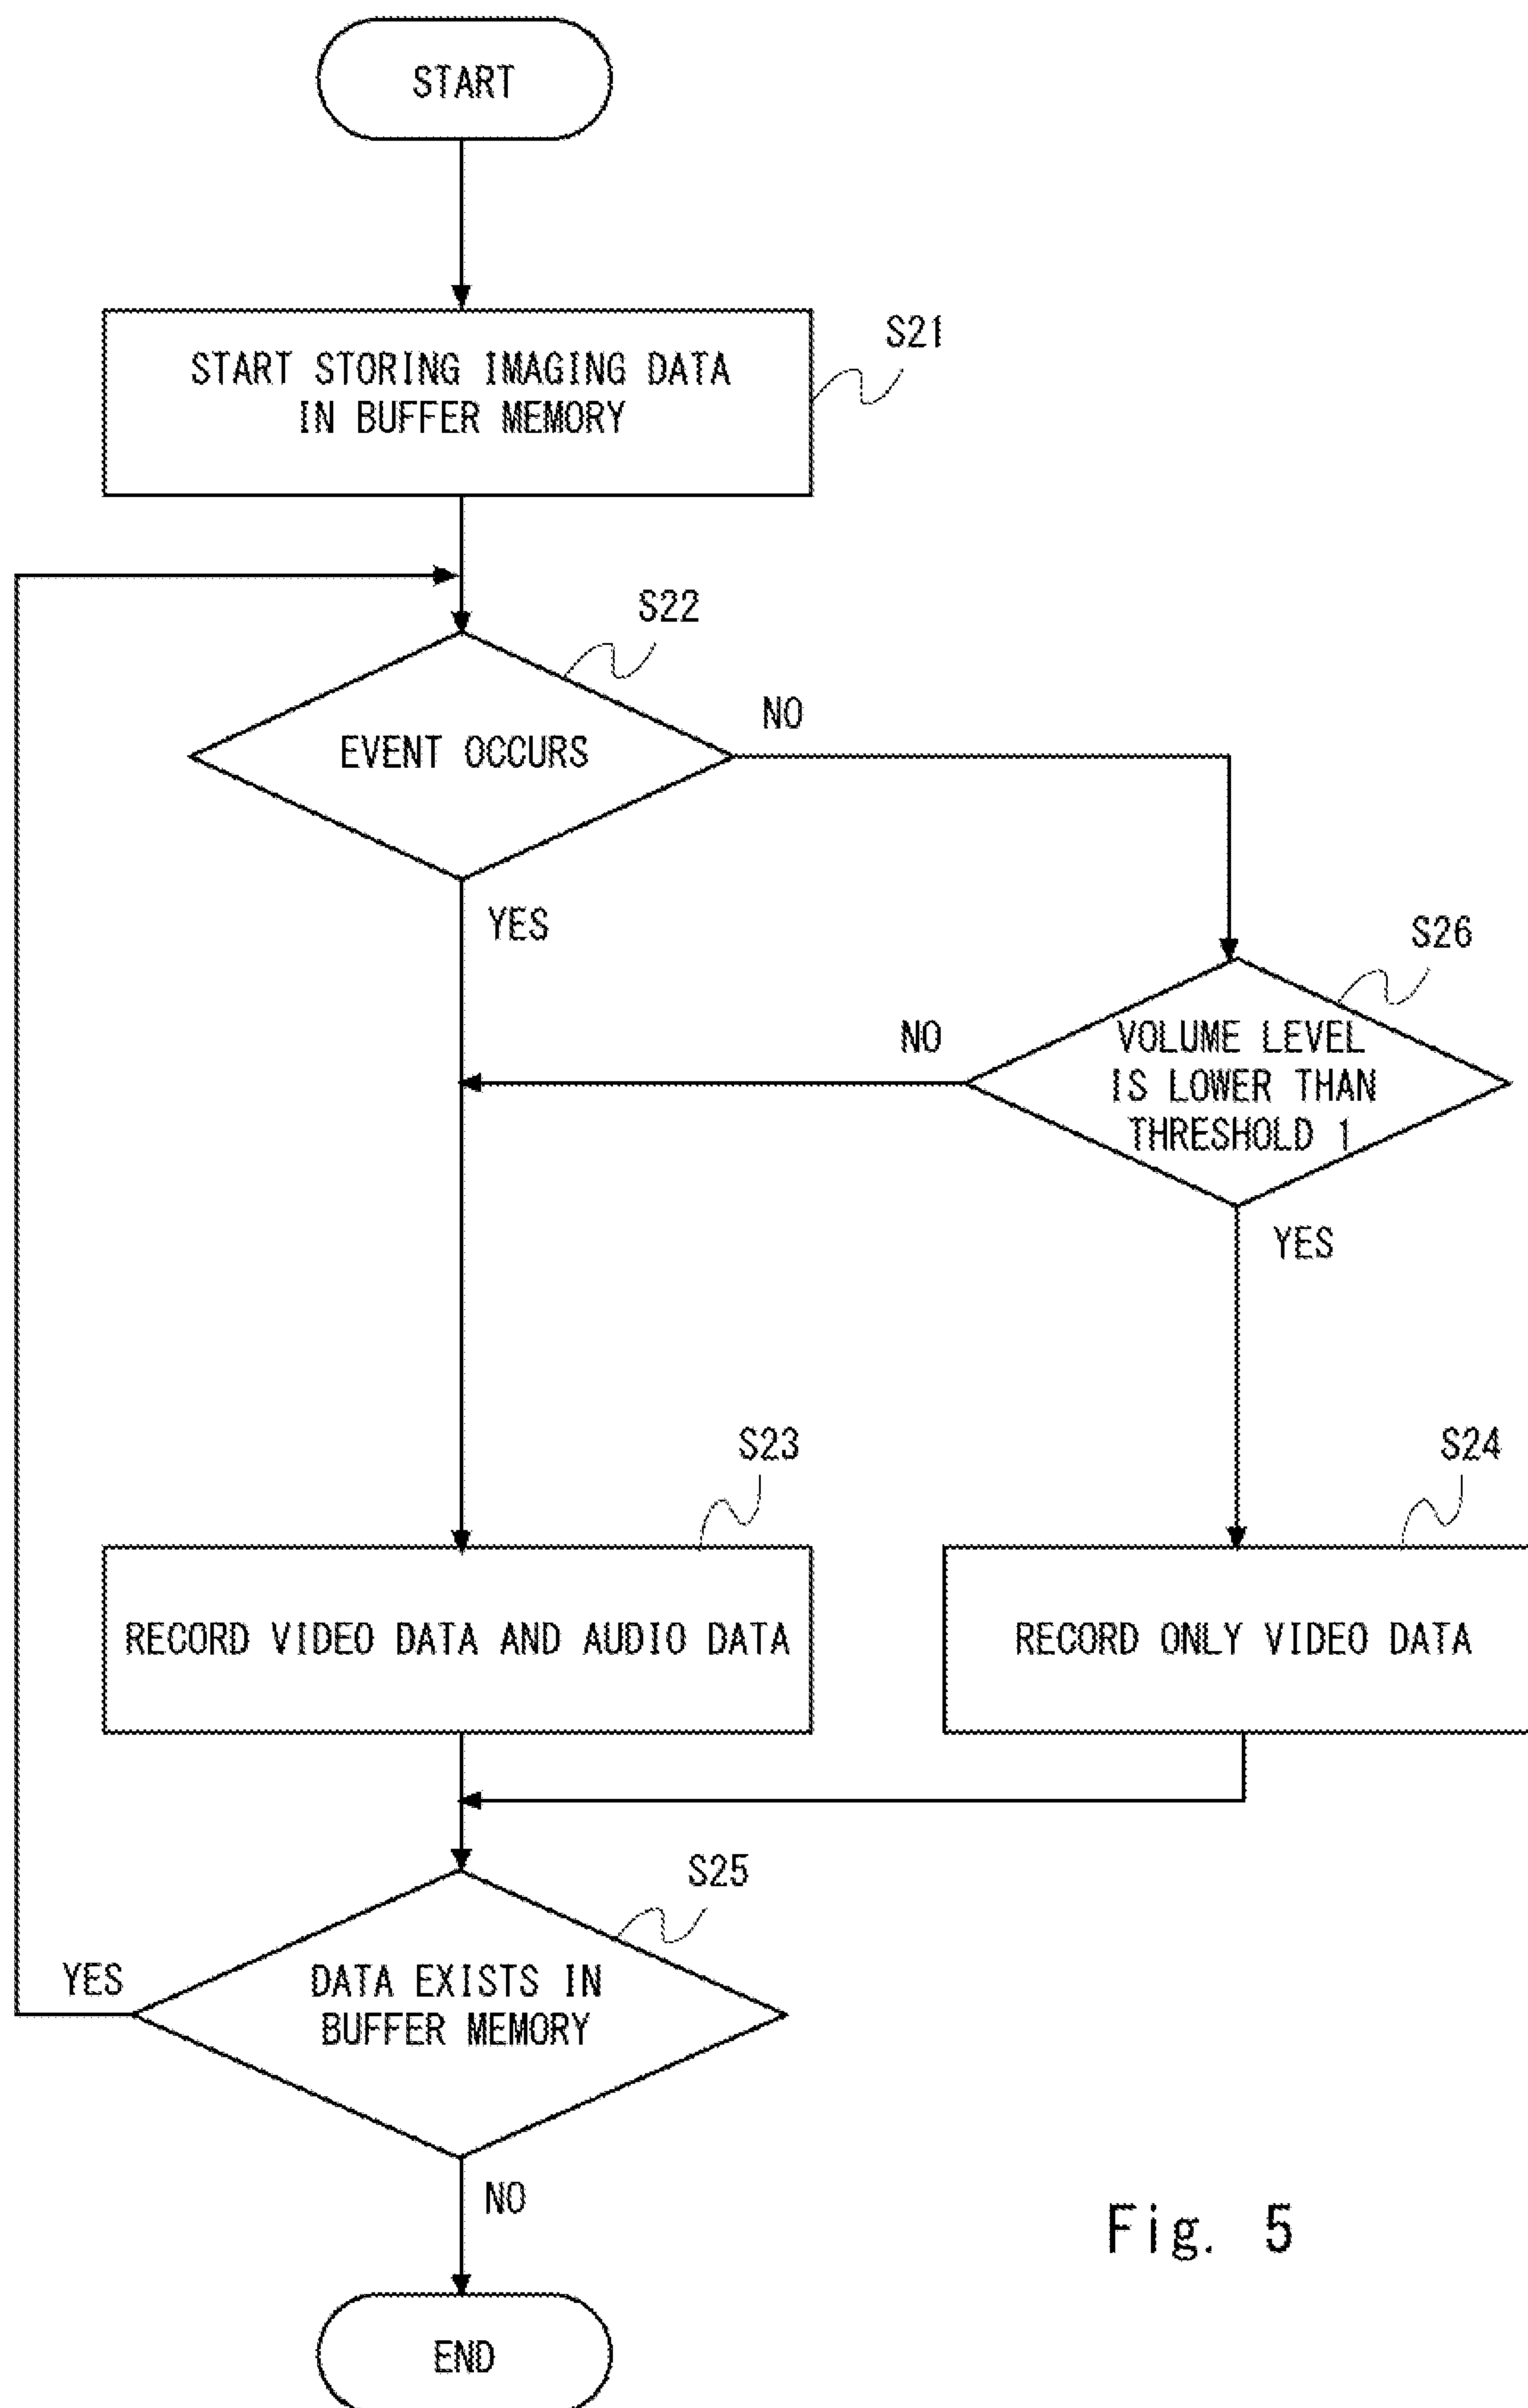 START
START STORING IMAGING DATA
IN BUFFER MEMORY
S21
S22
EVENT OCCURS
NO
YES
S26
VOLUME LEVEL
IS LOWER THAN
THRESHOLD 1
NO
YES
S23
RECORD VIDEO DATA AND AUDIO DATA
S24
RECORD ONLY VIDEO DATA
S25
DATA EXISTS IN
BUFFER MEMORY
YES
NO
END
Fig. 5